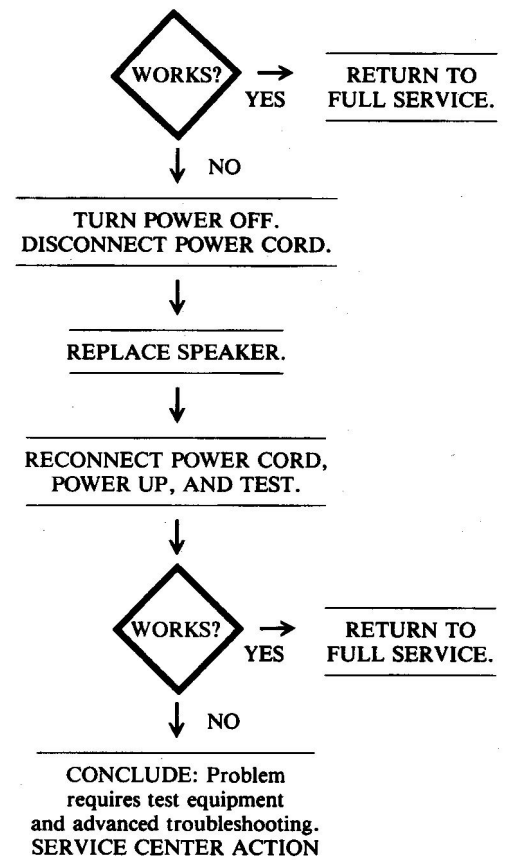 WORKS?
YES
RETURN TO
FULL SERVICE.
NO
TURN POWER OFF.
DISCONNECT POWER CORD.
REPLACE SPEAKER.
RECONNECT POWER CORD,
POWER UP, AND TEST.
WORKS?
YES
RETURN TO
FULL SERVICE.
NO
CONCLUDE: Problem
requires test equipment
and advanced troubleshooting.
SERVICE CENTER ACTION